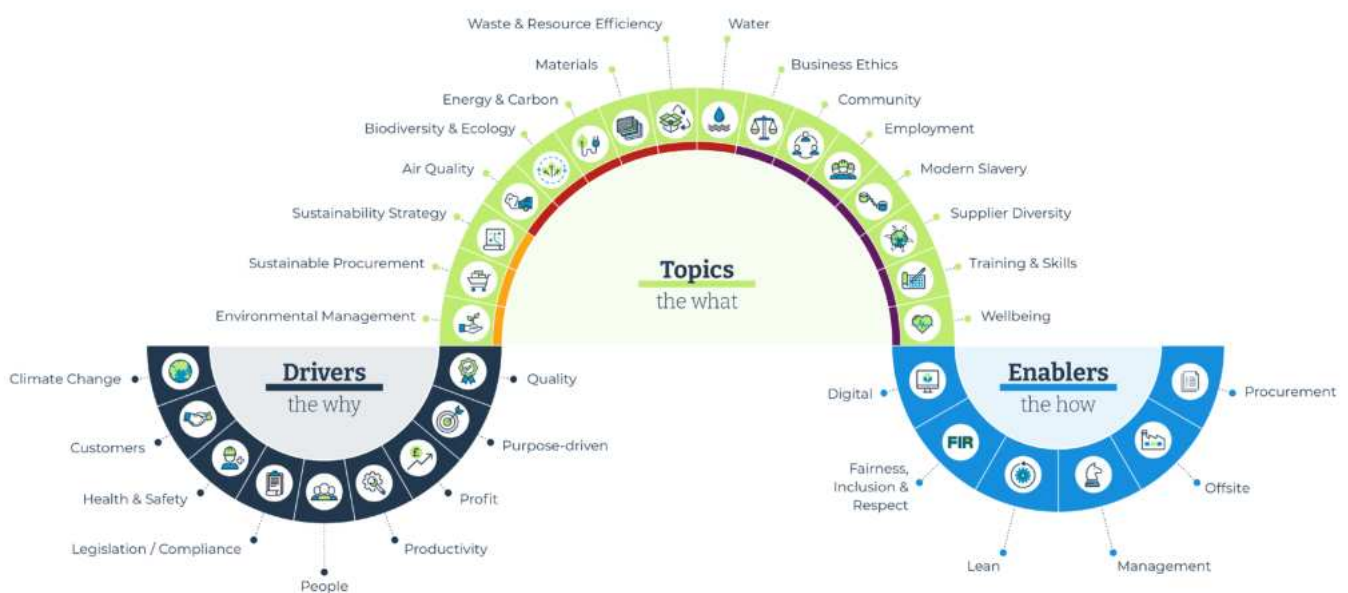 Waste & Resource Efficiency
Water
Materials
Business Ethics
Energy & Carbon
Community
Biodiversity & Ecology
Employment
Air Quality
Modern Slavery
Sustainability Strategy
Supplier Diversity
Sustainable Procurement
Training & Skills
Environmental Management
Wellbeing
Topics
the what
Drivers
the why
Climate Change
Customers
Health & Safety
Legislation / Compliance
People
Productivity
£
Profit
Purpose-driven
Quality
Enablers
the how
Digital
FIR
Fairness,
Inclusion &
Respect
Lean
Management
Offsite
Procurement